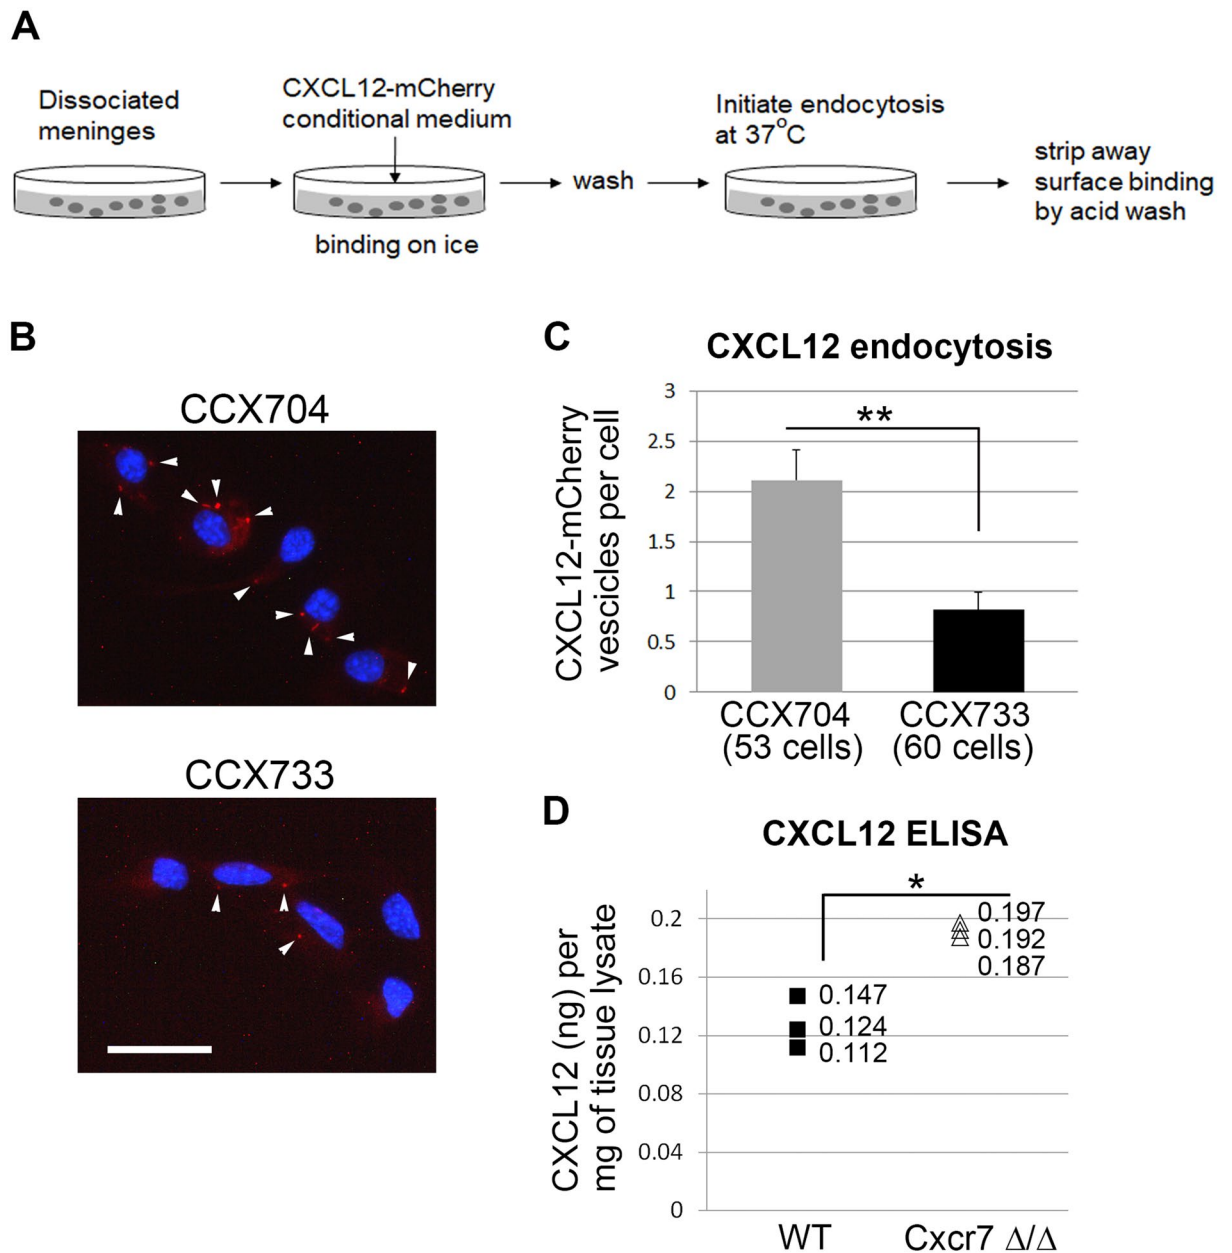 A
Dissociated
meninges
CXCL12-mCherry
conditional medium
binding on ice
wash
Initiate endocytosis
at 37°C
strip away
surface binding
by acid wash
B
CCX704
CCX733
C
CXCL12 endocytosis
CXCL12-mCherry
vescicles per cell
3
2.5
2
1.5
1
0.5
0
**
CCX704
(53 cells)
CCX733
(60 cells)
D
CXCL12 ELISA
CXCL12 (ng) per
mg of tissue lysate
0.2
0.16
0.12
0.08
0.04
0
*
0.147
0.124
0.112
0.197
0.192
0.187
WT
Cxcr7 Δ/Δ